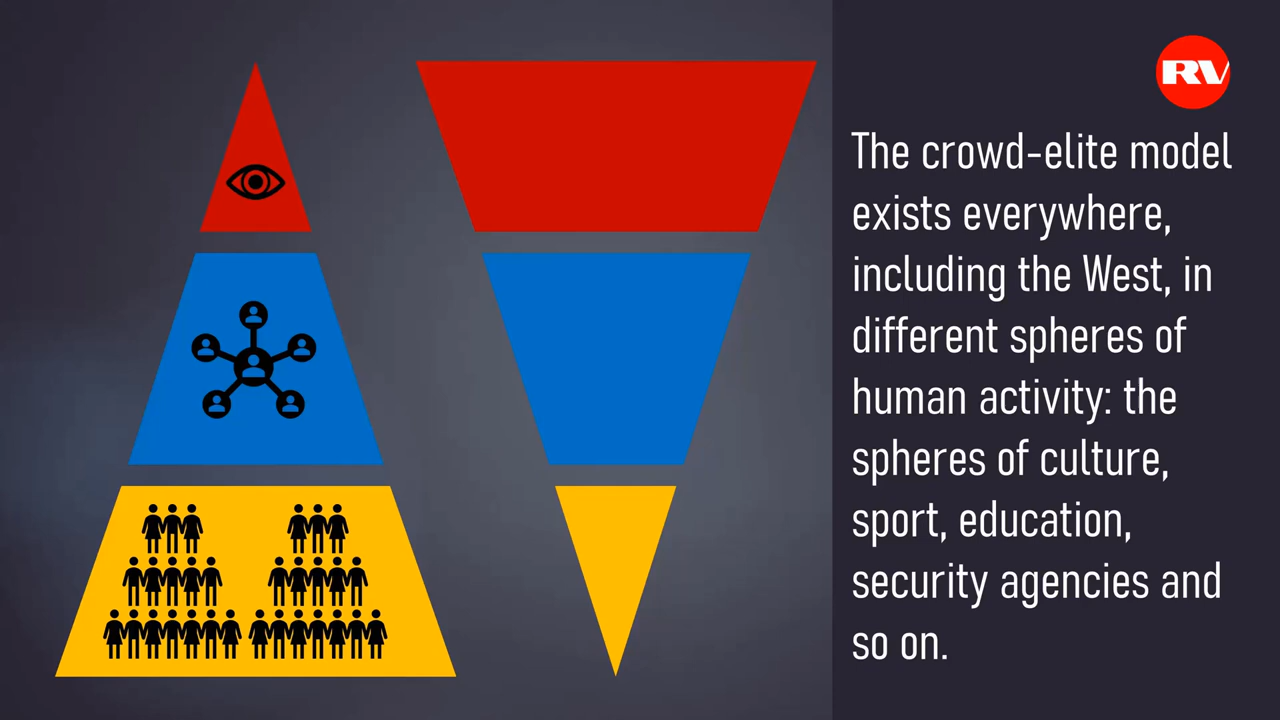 RV
The crowd-elite model
exists everywhere,
including the West, in
different spheres of
human activity: the
spheres of culture,
sport, education,
security agencies and
so on.